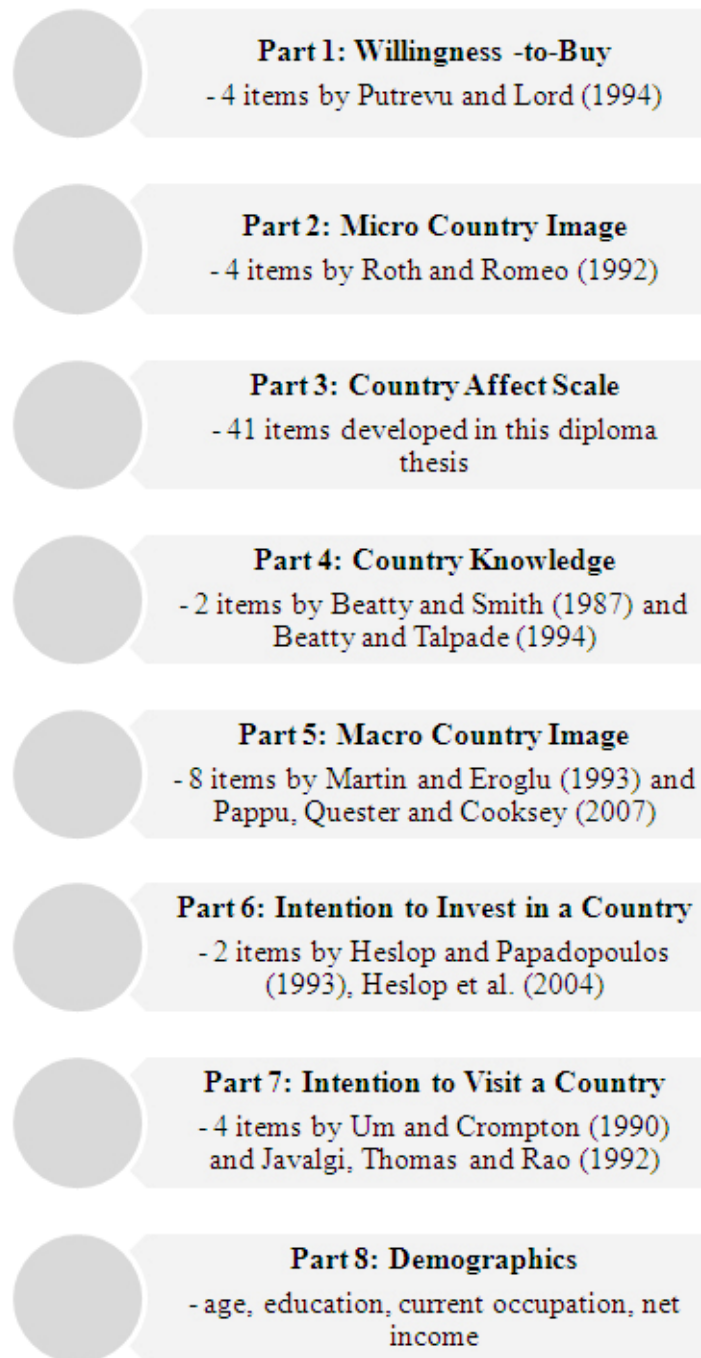 Part 1: Willingness -to-Buy
- 4 items by Putrevu and Lord (1994)
Part 2: Micro Country Image
- 4 items by Roth and Romeo (1992)
Part 3: Country Affect Scale
- 41 items developed in this diploma
thesis
Part 4: Country Knowledge
- 2 items by Beatty and Smith (1987) and
Beatty and Talpade (1994)
Part 5: Macro Country Image
- 8 items by Martin and Eroglu (1993) and
Pappu, Quester and Cooksey (2007)
Part 6: Intention to Invest in a Country
- 2 items by Heslop and Papadopoulos
(1993), Heslop et al. (2004)
Part 7: Intention to Visit a Country
- 4 items by Um and Crompton (1990)
and Javalgi, Thomas and Rao (1992)
Part 8: Demographics
- age, education, current occupation, net
income